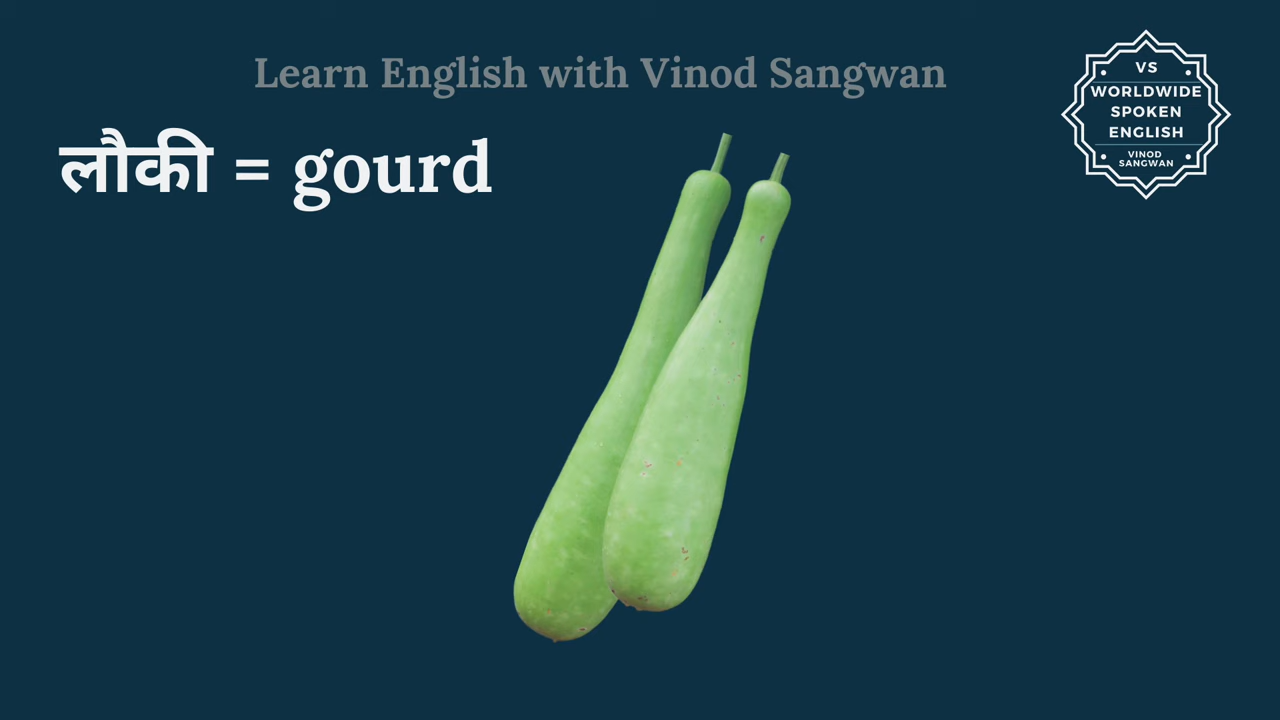 Learn English with Vinod Sangwan
लौकी = gourd
VS
WORLDWIDE
SPOKEN
ENGLISH
VINOD
SANGWAN